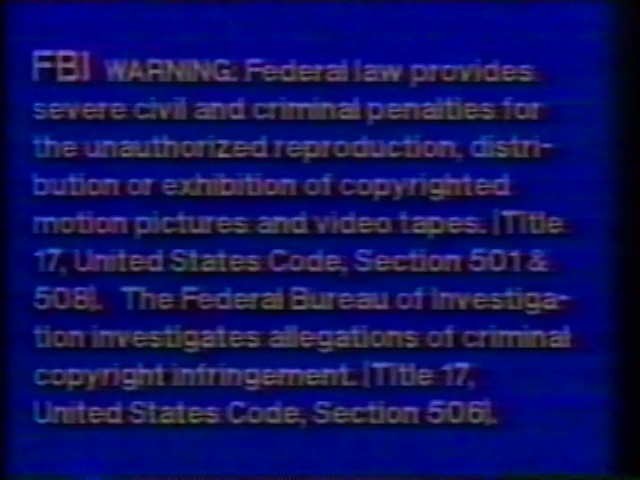 FBI WARNING: Federal law provides
severe civil and criminal penalties for
the unauthorized reproduction, distri-
bution or exhibition of copyrighted
motion pictures and video tapes. [Title
17, United States Code, Section 501 &
508]. The Federal Bureau of Investiga-
tion investigates allegations of criminal
copyright infringement. [Title 17,
United States Code, Section 506].